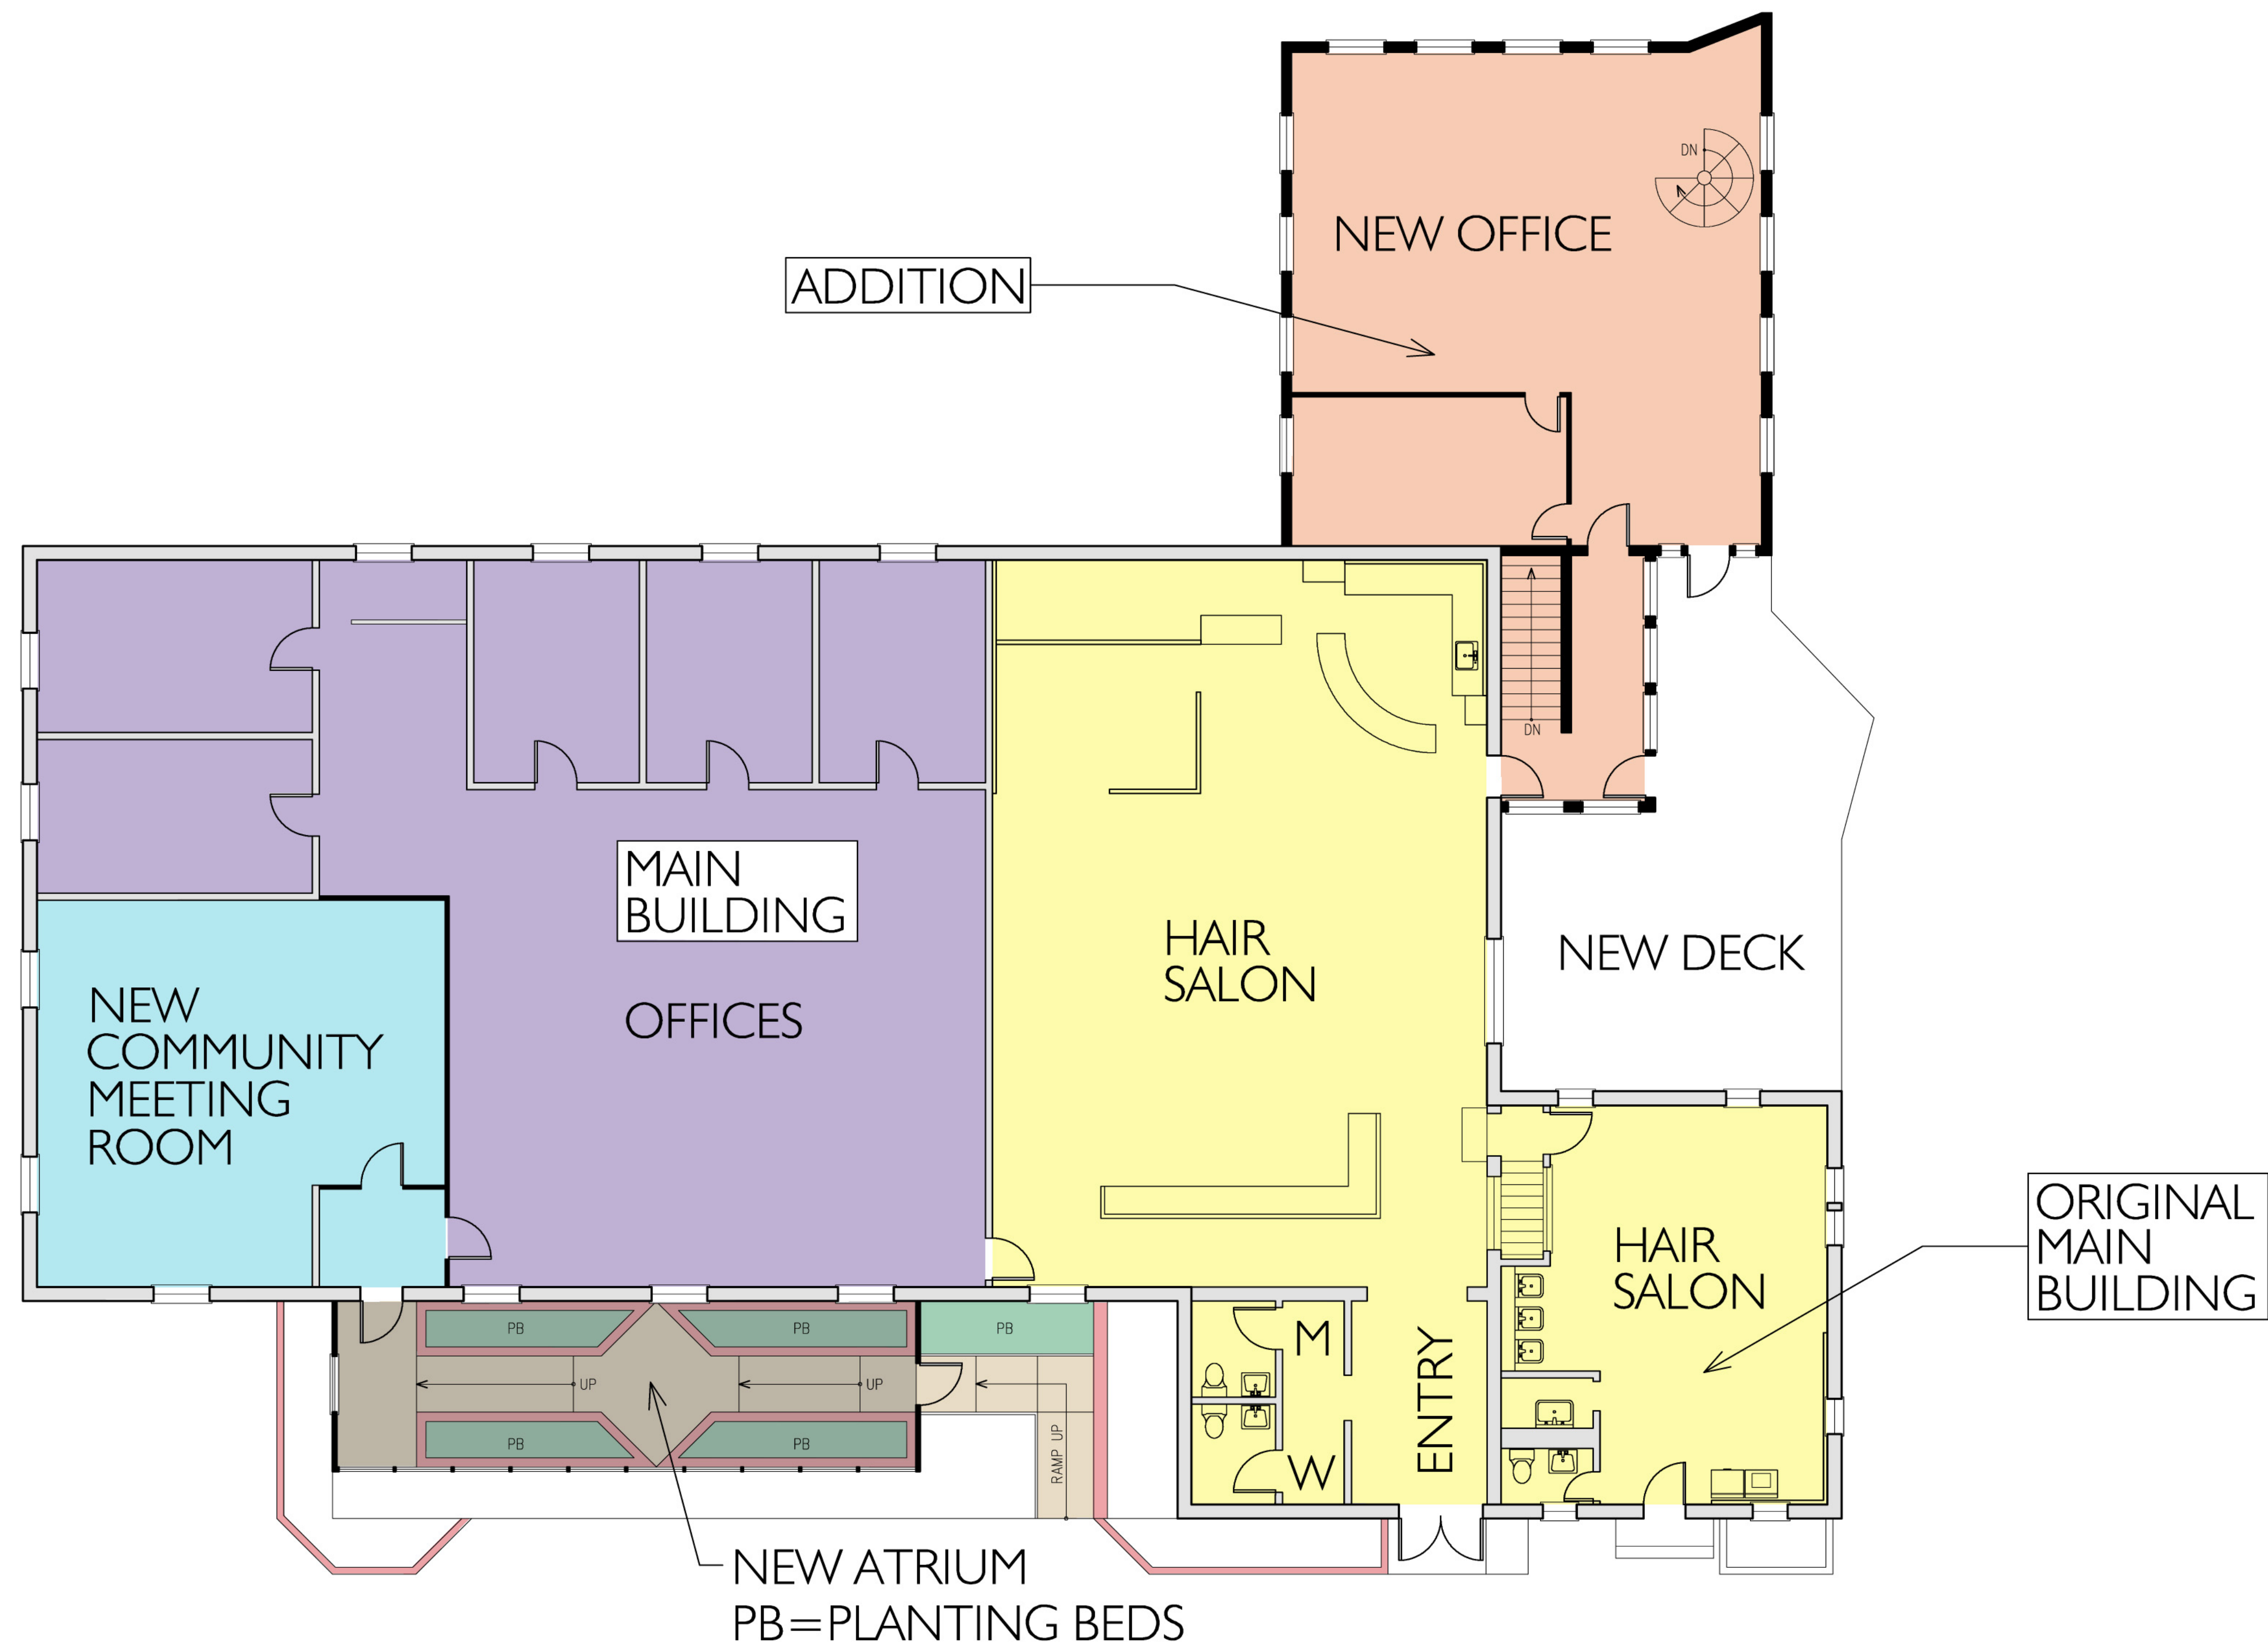 DN
NEW OFFICE
ADDITION
DN
MAIN
BUILDING
HAIR
SALON
NEW DECK
OFFICES
NEW
COMMUNITY
MEETING
ROOM
ORIGINAL
MAIN
BUILDING
HAIR
SALON
PB
PB
PB
M
ENTRY
UP
UP
PB
PB
RAMP UP
W
NEW ATRIUM
PB=PLANTING BEDS